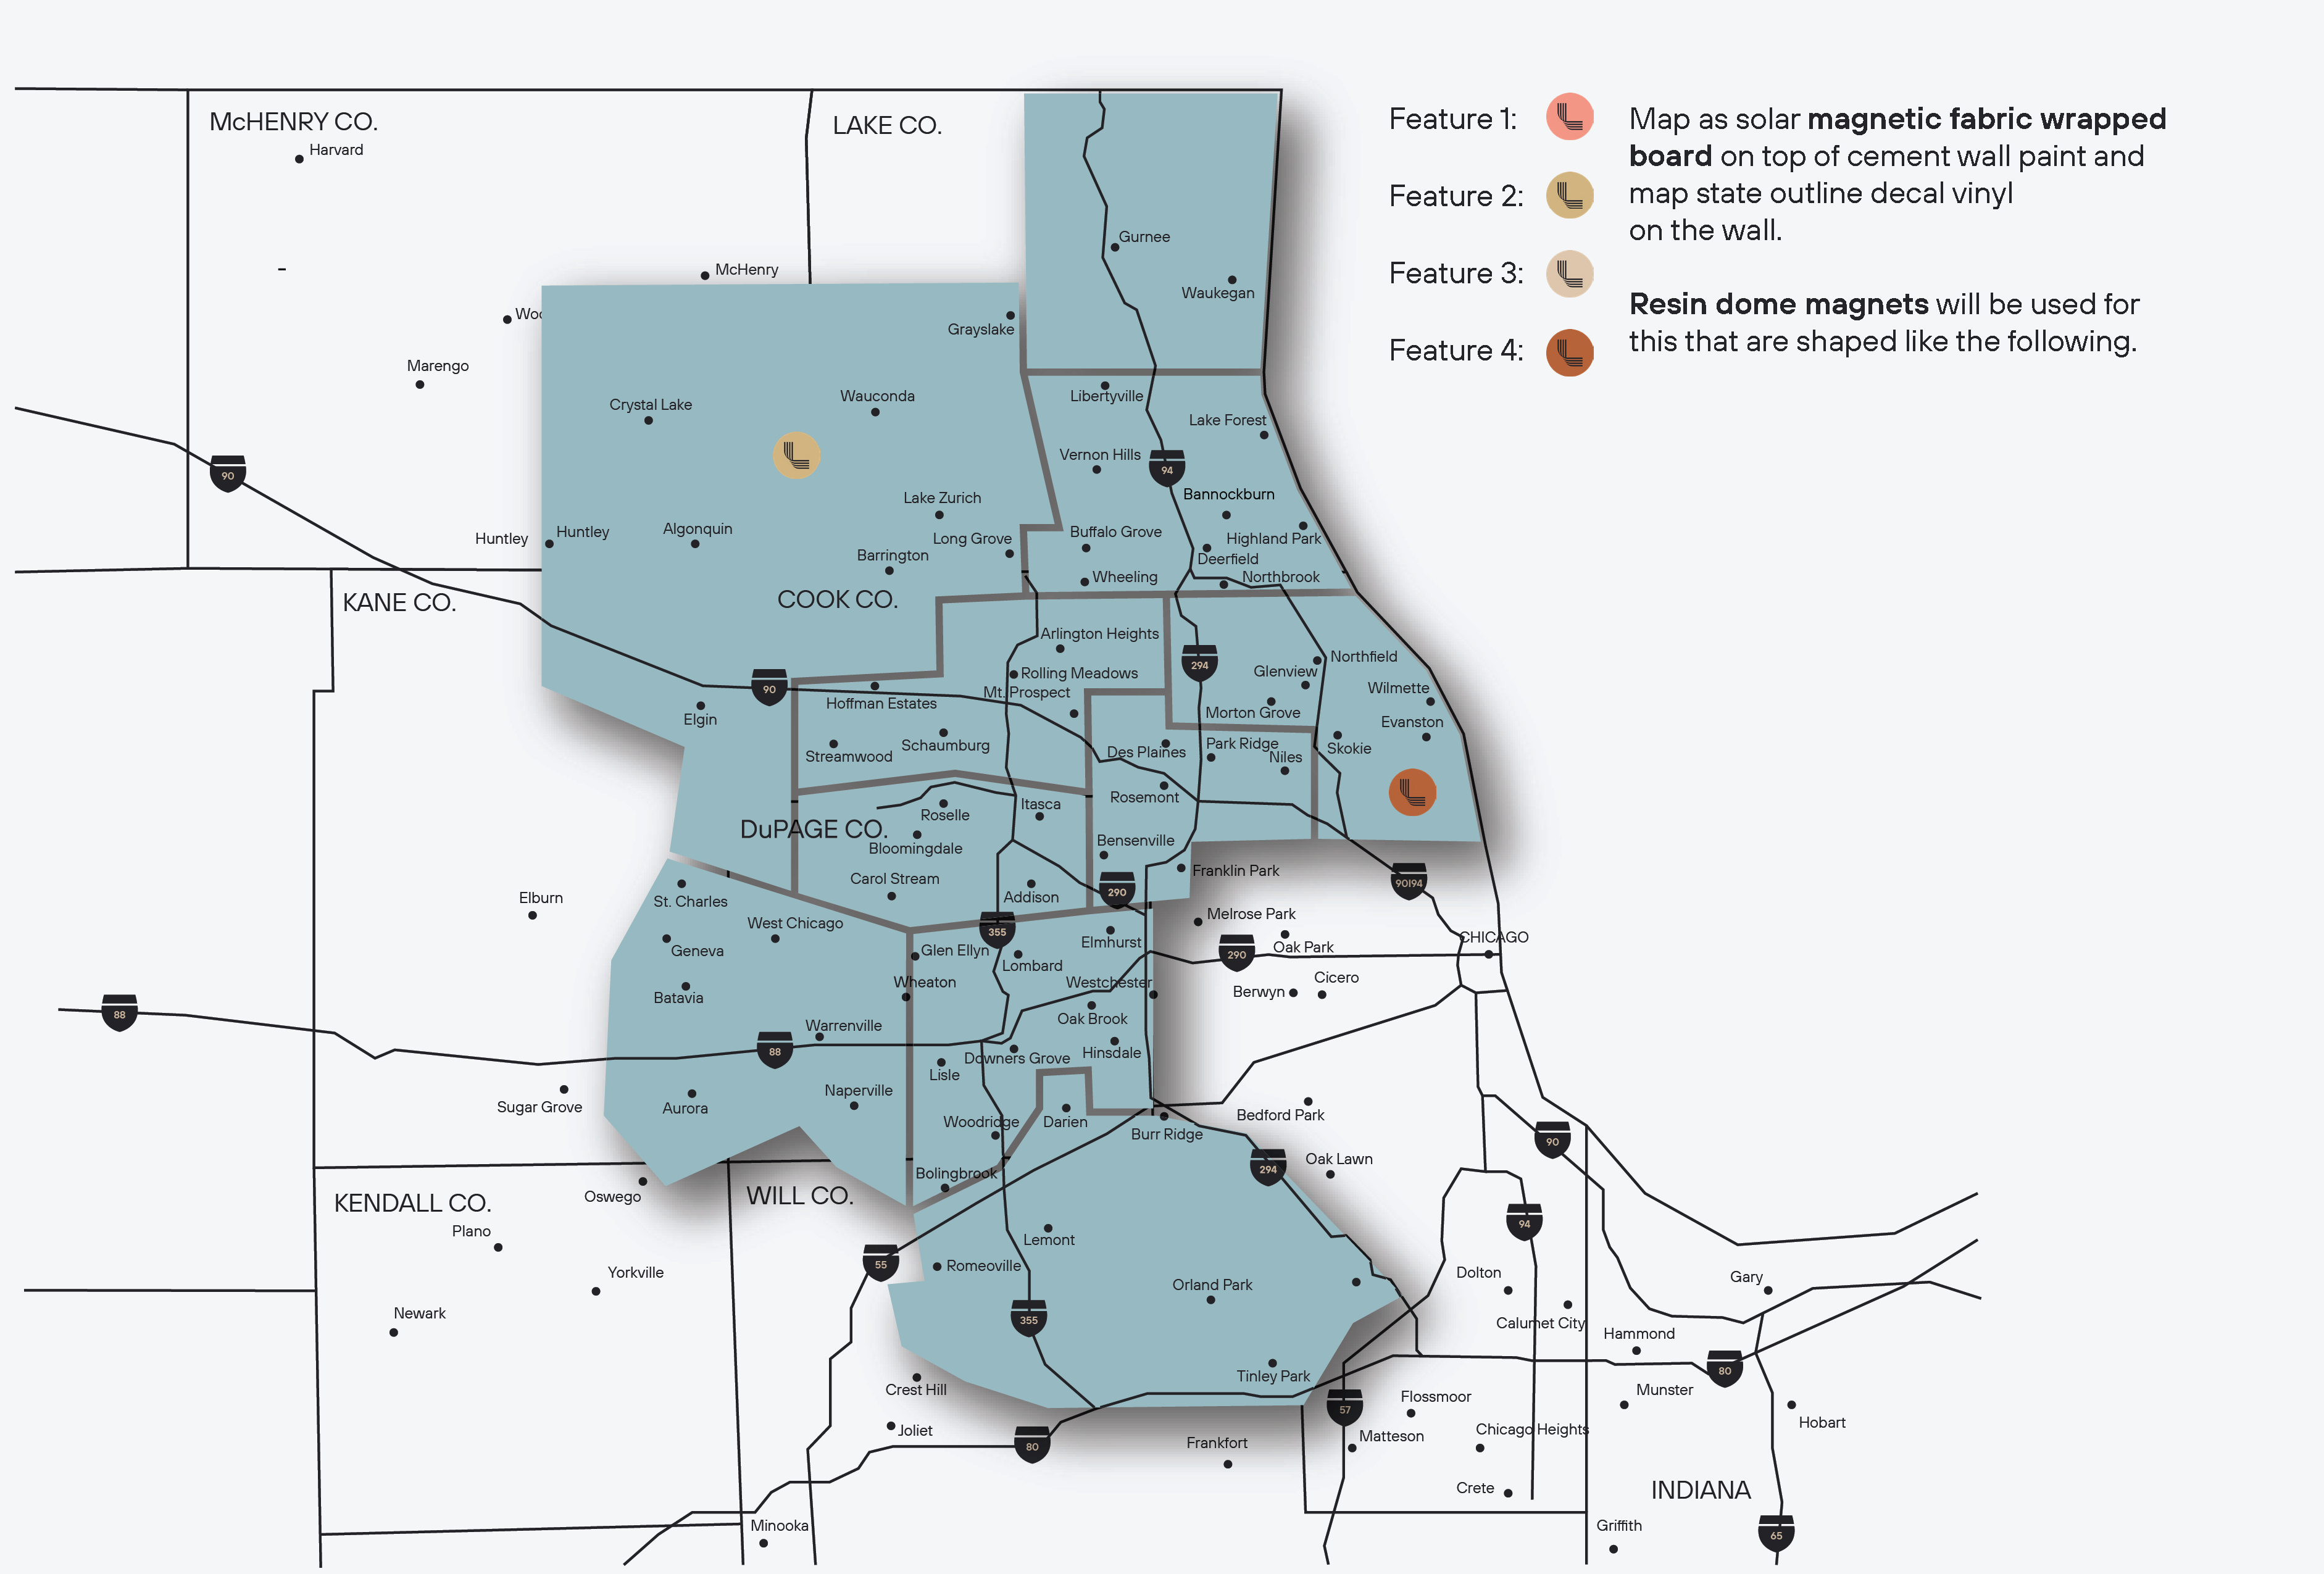 McHENRY CO.
Harvard
LAKE CO.
Feature 1:
Feature 2:
Feature 3:
Feature 4:
Map as solar magnetic fabric wrapped
board on top of cement wall paint and
map state outline decal vinyl
on the wall.
Resin dome magnets will be used for
this that are shaped like the following.
Gurnee
Waukegan
McHenry
Grayslake
Marengo
Crystal Lake
Wauconda
Libertyville
Lake Forest
Vernon Hills
94
90
Lake Zurich
Bannockburn
Huntley
Huntley
Algonquin
Long Grove
Buffalo Grove
Highland Park
Barrington
Deerfield
Wheeling
Northbrook
KANE CO.
COOK CO.
Arlington Heights
294
Northfield
Rolling Meadows
Glenview
90
Mt. Prospect
Wilmette
Hoffman Estates
Elgin
Morton Grove
Evanston
Streamwood
Schaumburg
Des Plaines
Park Ridge
Niles
Skokie
Itasca
Rosemont
Roselle
DuPAGE CO.
Bloomingdale
Bensenville
Carol Stream
Franklin Park
Addison
290
90|94
Elburn
St. Charles
West Chicago
355
Melrose Park
Geneva
Glen Ellyn
Lombard
Elmhurst
Oak Park
CHICAGO
290
Batavia
Wheaton
Westchester
Berwyn
Cicero
88
Warrenville
Oak Brook
88
Downers Grove
Hinsdale
Lisle
Sugar Grove
Aurora
Naperville
Woodridge
Darien
Burr Ridge
Bedford Park
90
Bolingbrook
294
Oak Lawn
Oswego
KENDALL CO.
WILL CO.
Plano
94
Lemont
55
Romeoville
Yorkville
Orland Park
Dolton
Gary
Newark
355
Calumet City
Hammond
Tinley Park
80
Crest Hill
Flossmoor
Munster
57
Joliet
Chicago Heights
Hobart
80
Frankfort
Matteson
Crete
INDIANA
Minooka
Griffith
65